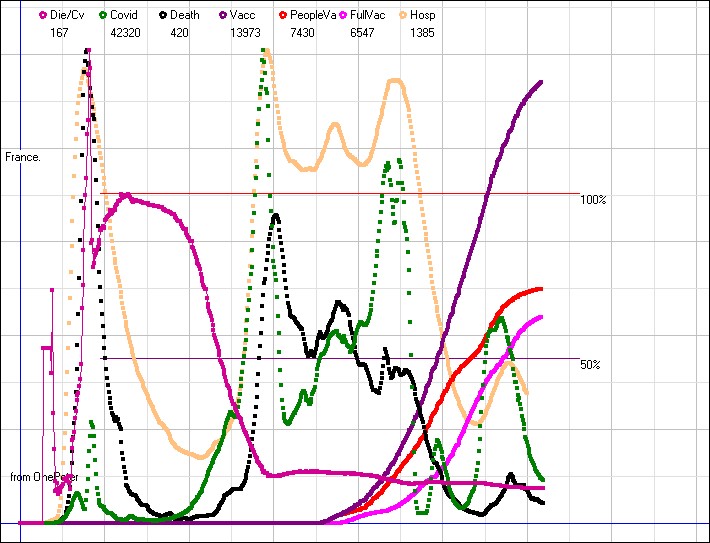 Die/Cv Covid Death Vacc PeopleVa FullVac Hosp
167 42320 420 13973 7430 6547 1385
France.
100%
50%
from OnePeter